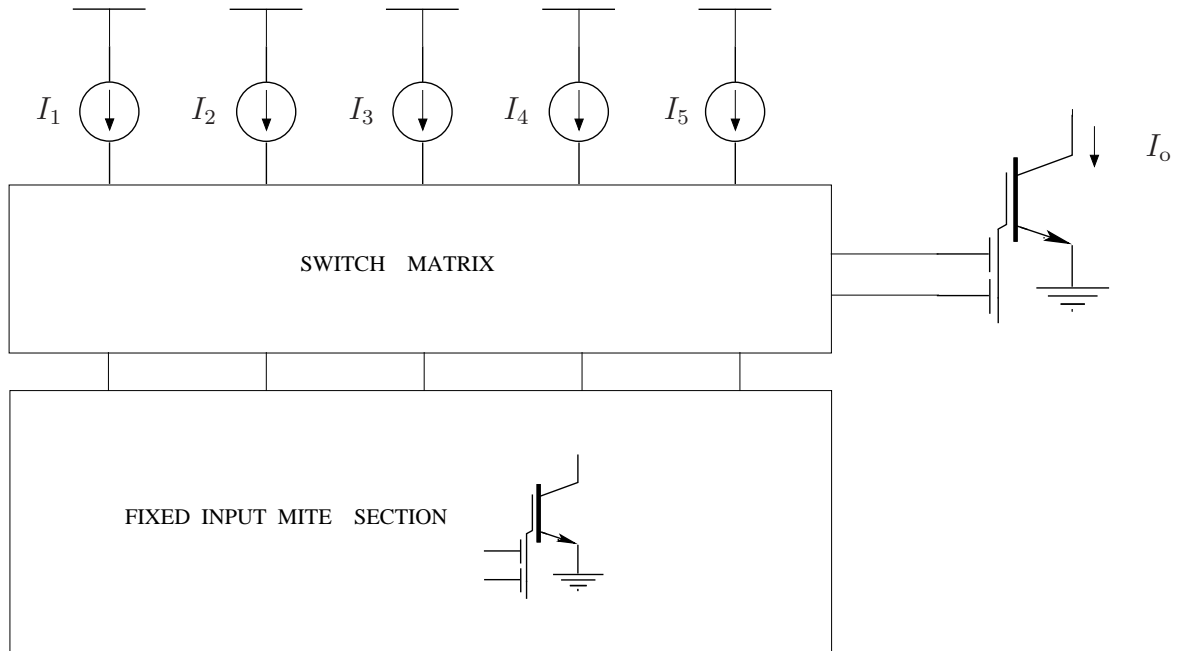 I₁ I₂ I₃ I₄ I₅
Iₒ
SWITCH MATRIX
FIXED INPUT MITE SECTION